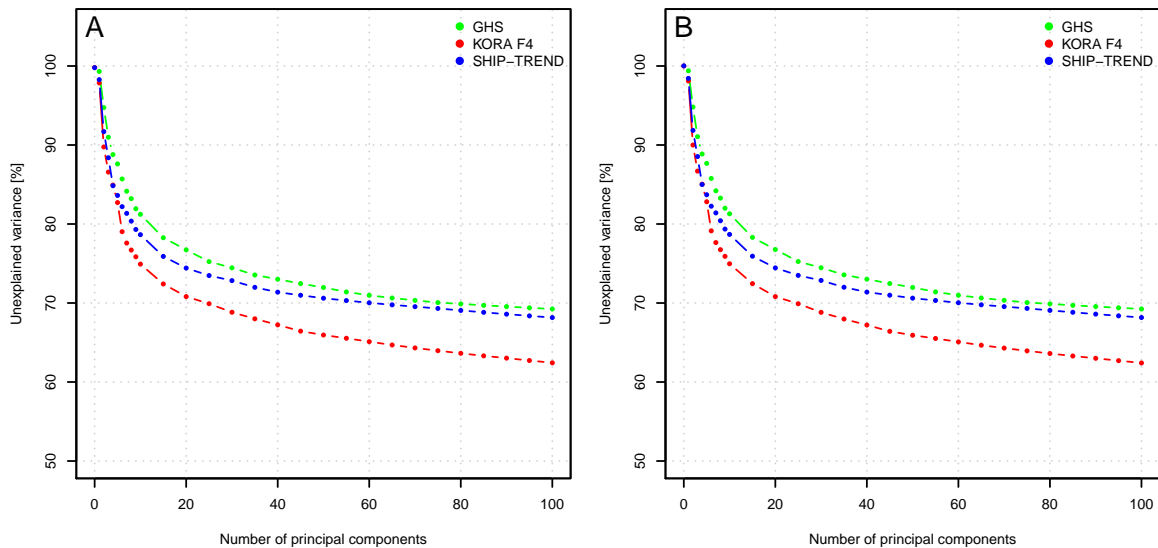 A
GHS
KORA F4
SHIP−TREND
Unexplained variance [%]
100
90
80
70
60
50
0 20 40 60 80 100
Number of principal components
B
GHS
KORA F4
SHIP−TREND
Unexplained variance [%]
100
90
80
70
60
50
0 20 40 60 80 100
Number of principal components